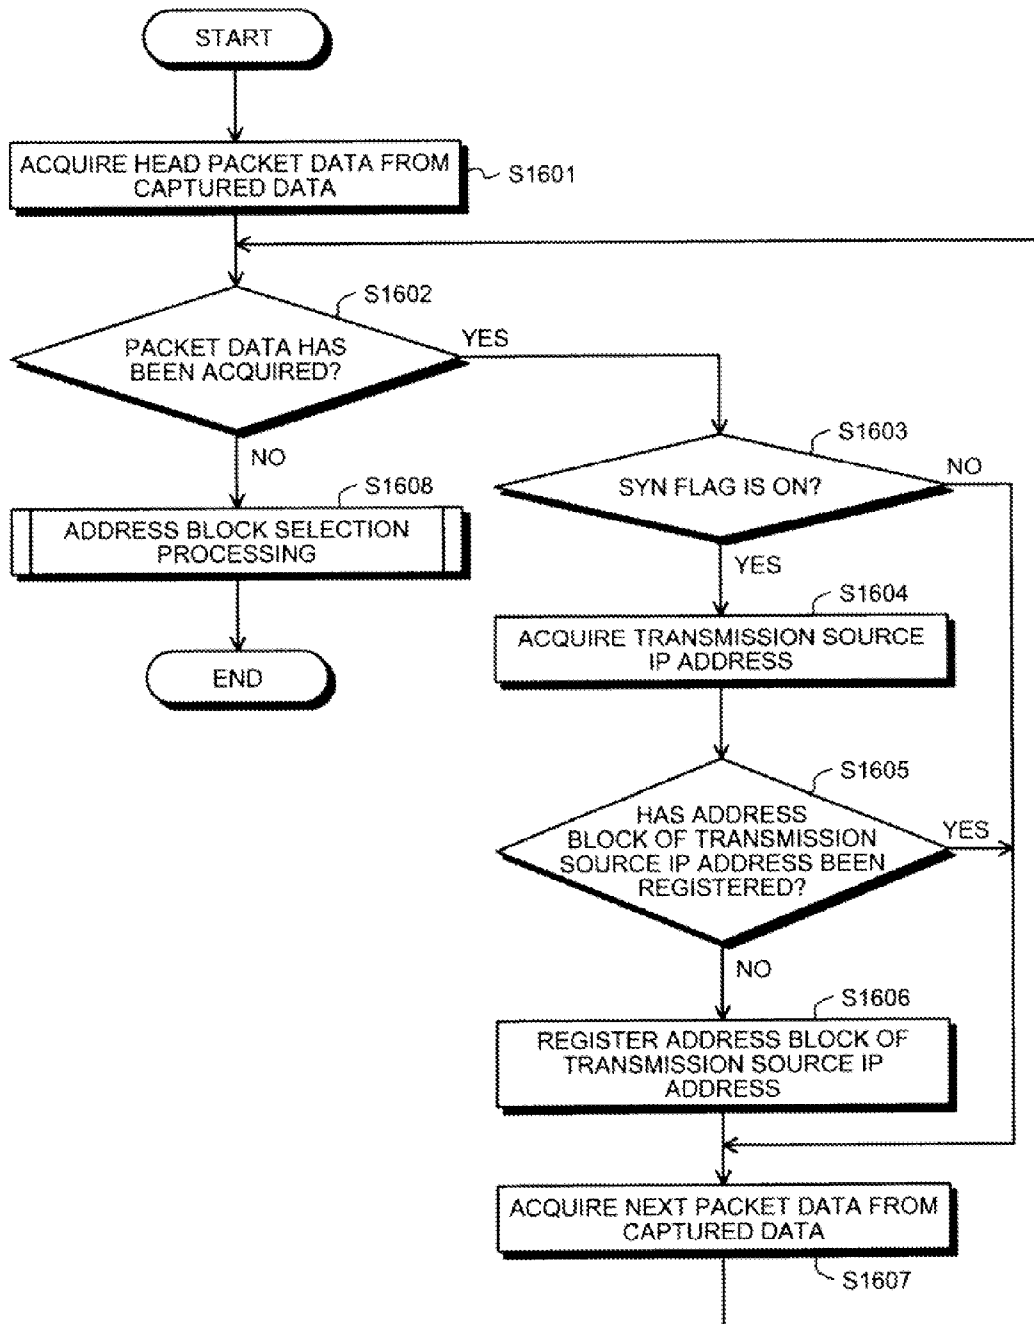 START
ACQUIRE HEAD PACKET DATA FROM
CAPTURED DATA
S1601
S1602
PACKET DATA HAS
BEEN ACQUIRED?
YES
NO
S1608
ADDRESS BLOCK SELECTION
PROCESSING
END
S1603
SYN FLAG IS ON?
NO
YES
S1604
ACQUIRE TRANSMISSION SOURCE
IP ADDRESS
S1605
HAS ADDRESS
BLOCK OF TRANSMISSION
SOURCE IP ADDRESS BEEN
REGISTERED?
YES
NO
S1606
REGISTER ADDRESS BLOCK OF
TRANSMISSION SOURCE IP
ADDRESS
ACQUIRE NEXT PACKET DATA FROM
CAPTURED DATA
S1607